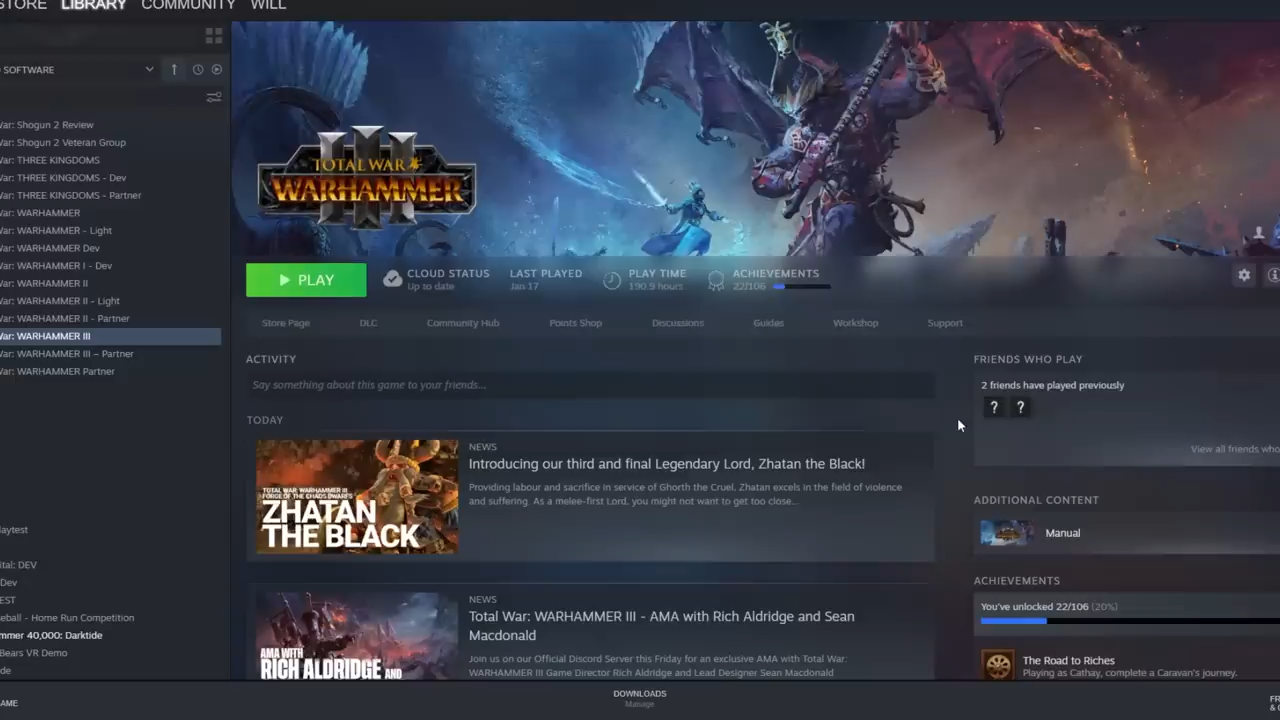 STORE LIBRARY COMMUNITY WILL
SOFTWARE
War: Shogun 2 Review
War: Shogun 2 Veteran Group
War: THREE KINGDOMS
War: THREE KINGDOMS - Dev
War: THREE KINGDOMS - Partner
War: WARHAMMER
War: WARHAMMER - Light
War: WARHAMMER Dev
War: WARHAMMER I - Dev
War: WARHAMMER II
War: WARHAMMER II - Light
War: WARHAMMER II - Partner
War: WARHAMMER III
War: WARHAMMER III – Partner
War: WARHAMMER Partner
laytest
ital: DEV
Dev
EST
eball - Home Run Competition
mmer 40,000: Darktide
Bears VR Demo
de
AME
TOTAL WAR
WARHAMMER
III
PLAY
CLOUD STATUS
Up to date
LAST PLAYED
Jan 17
PLAY TIME
190.9 hours
ACHIEVEMENTS
22/106
Store Page DLC Community Hub Points Shop Discussions Guides Workshop Support
ACTIVITY
Say something about this game to your friends...
TODAY
TOTAL WAR: WARHAMMER III
FORGE OF THE CHAOS DWARFS
ZHATAN
THE BLACK
NEWS
Introducing our third and final Legendary Lord, Zhatan the Black!
Providing labour and sacrifice in service of Ghorth the Cruel, Zhatan excels in the field of violence
and suffering. As a melee-first Lord, you might not want to get too close...
AMA WITH
RICH ALDRIDGE AND
NEWS
Total War: WARHAMMER III - AMA with Rich Aldridge and Sean
Macdonald
Join us on our Official Discord Server this Friday for an exclusive AMA with Total War:
WARHAMMER III Game Director Rich Aldridge and Lead Designer Sean Macdonald
FRIENDS WHO PLAY
2 friends have played previously
? ?
View all friends who
ADDITIONAL CONTENT
Manual
ACHIEVEMENTS
You've unlocked 22/106 (20%)
The Road to Riches
Playing as Cathay, complete a Caravan's journey.
DOWNLOADS
Manage
FR
& C